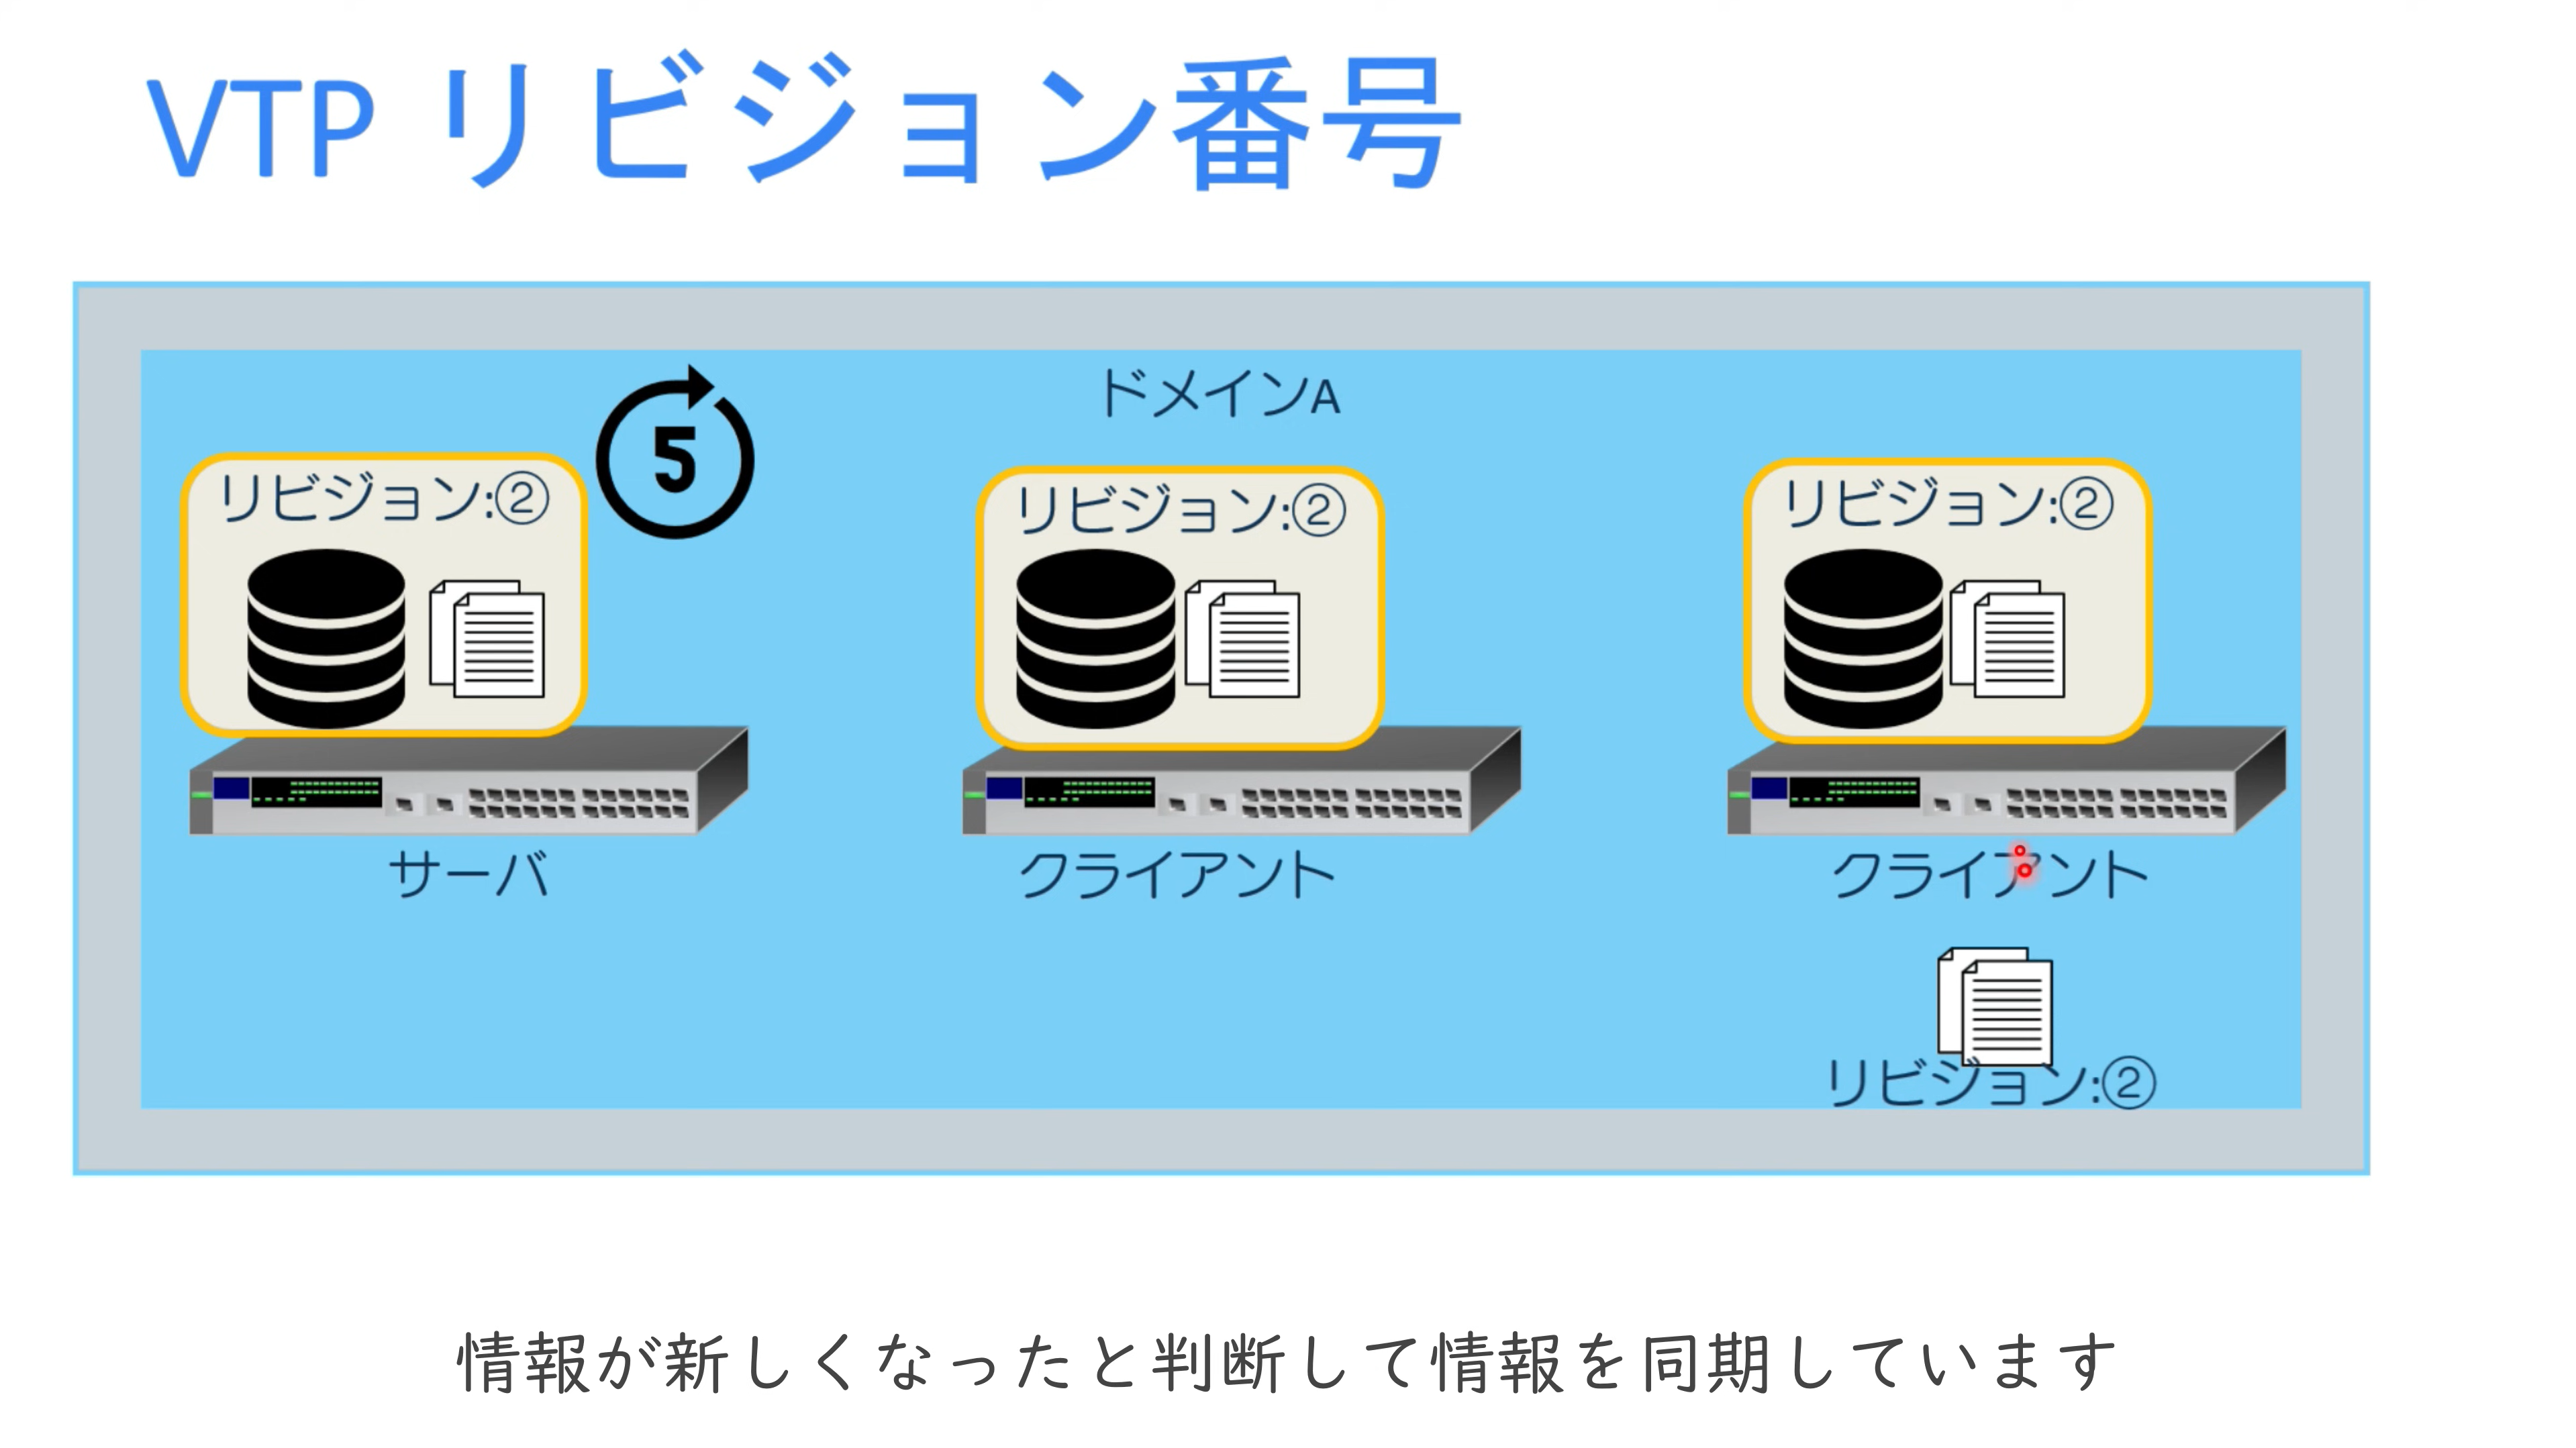 VTP リビジョン番号
ドメインA
5
リビジョン:②
リビジョン:②
リビジョン:②
サーバ
クライアント
クライアント
リビジョン:②
情報が新しくなったと判断して情報を同期しています